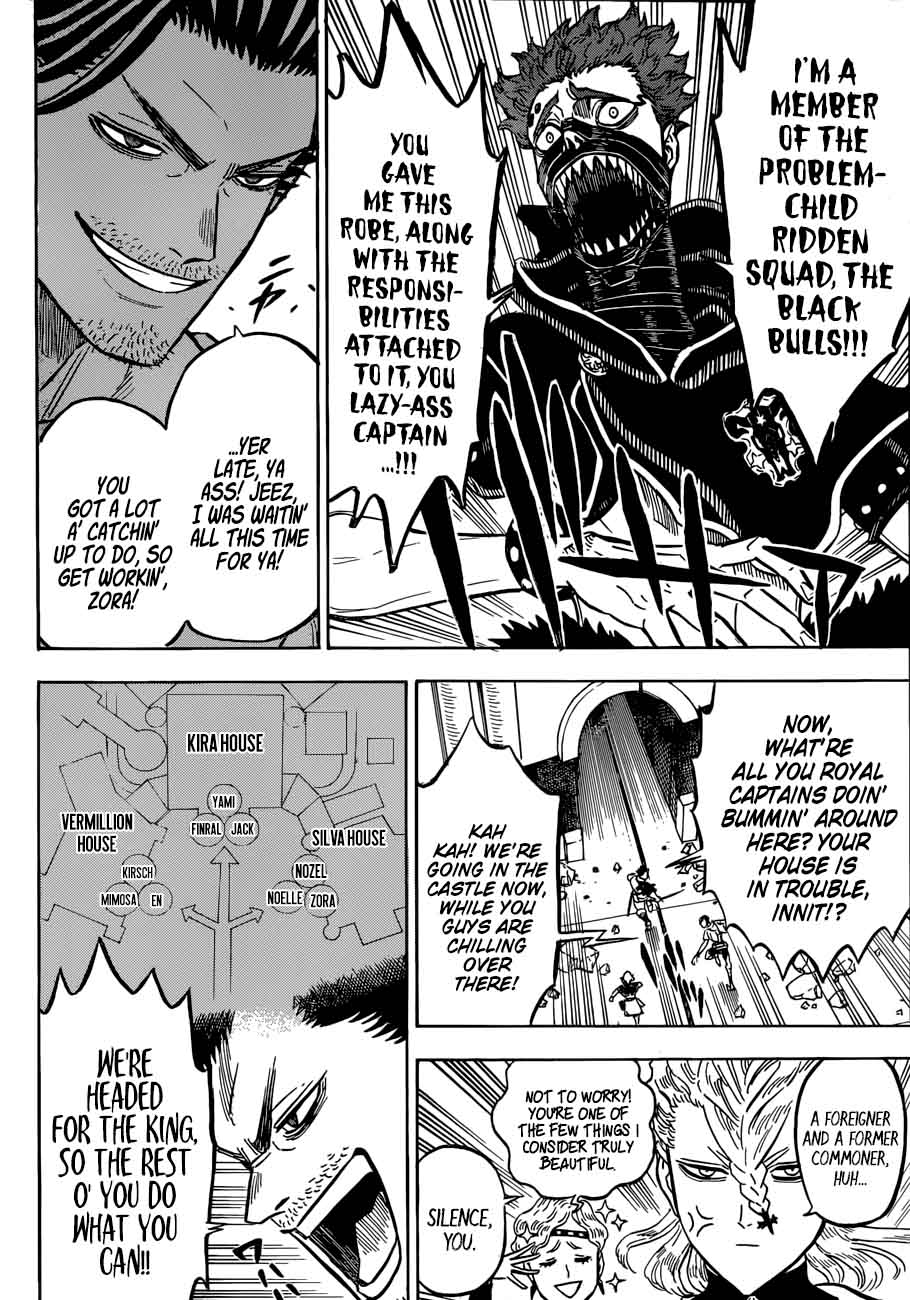 I'M A
MEMBER
OF THE
PROBLEM-
CHILD
RIDDEN
SQUAD, THE
BLACK
BULLS!!!
YOU
GAVE
ME THIS
ROBE, ALONG
WITH THE
RESPONSI-
BILITIES
ATTACHED
TO IT, YOU
LAZY-ASS
CAPTAIN
...!!!
...YER
LATE, YA
ASS! JEEZ,
I WAS WAITIN'
ALL THIS TIME
FOR YA!
YOU
GOT A LOT
A' CATCHIN'
UP TO DO, SO
GET WORKIN',
ZORA!
NOW,
WHAT'RE
ALL YOU ROYAL
CAPTAINS DOIN'
BUMMIN' AROUND
HERE? YOUR
HOUSE IS
IN TROUBLE,
INNIT!?
KAH
KAH! WE'RE
GOING IN THE
CASTLE NOW,
WHILE YOU
GUYS ARE
CHILLING
OVER
THERE!
KIRA HOUSE
YAMI
FINRAL JACK
VERMILLION
HOUSE
KIRSCH
MIMOSA EN
SILVA HOUSE
NOZEL
NOELLE ZORA
WE'RE
HEADED
FOR THE KING,
SO THE REST
O' YOU DO
WHAT YOU
CAN!!
A FOREIGNER
AND A FORMER
COMMONER,
HUH...
NOT TO WORRY!
YOU'RE ONE OF
THE FEW THINGS I
CONSIDER TRULY
BEAUTIFUL.
SILENCE,
YOU.